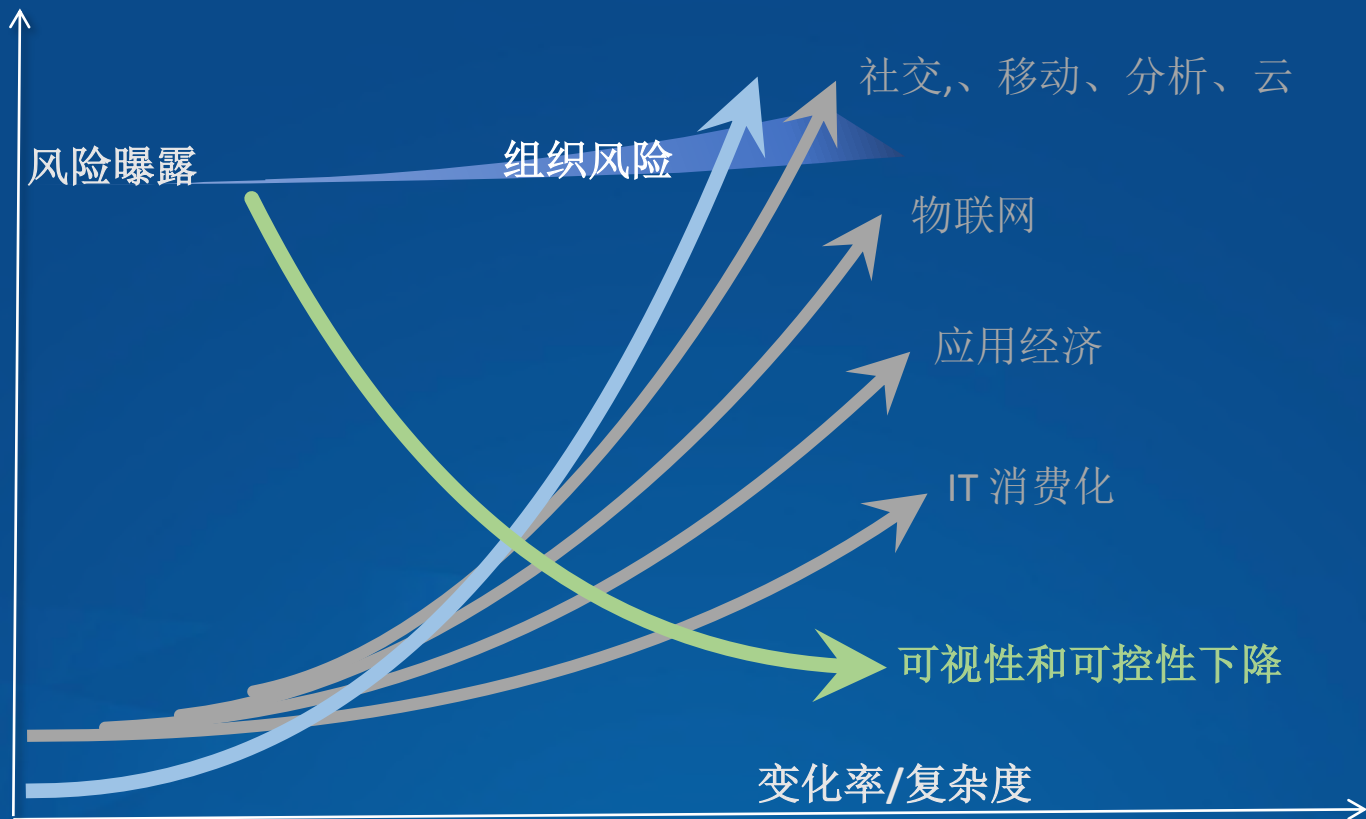 社交,、移动、分析、云
风险曝露
组织风险
物联网
应用经济
IT 消费化
可视性和可控性下降
变化率/复杂度